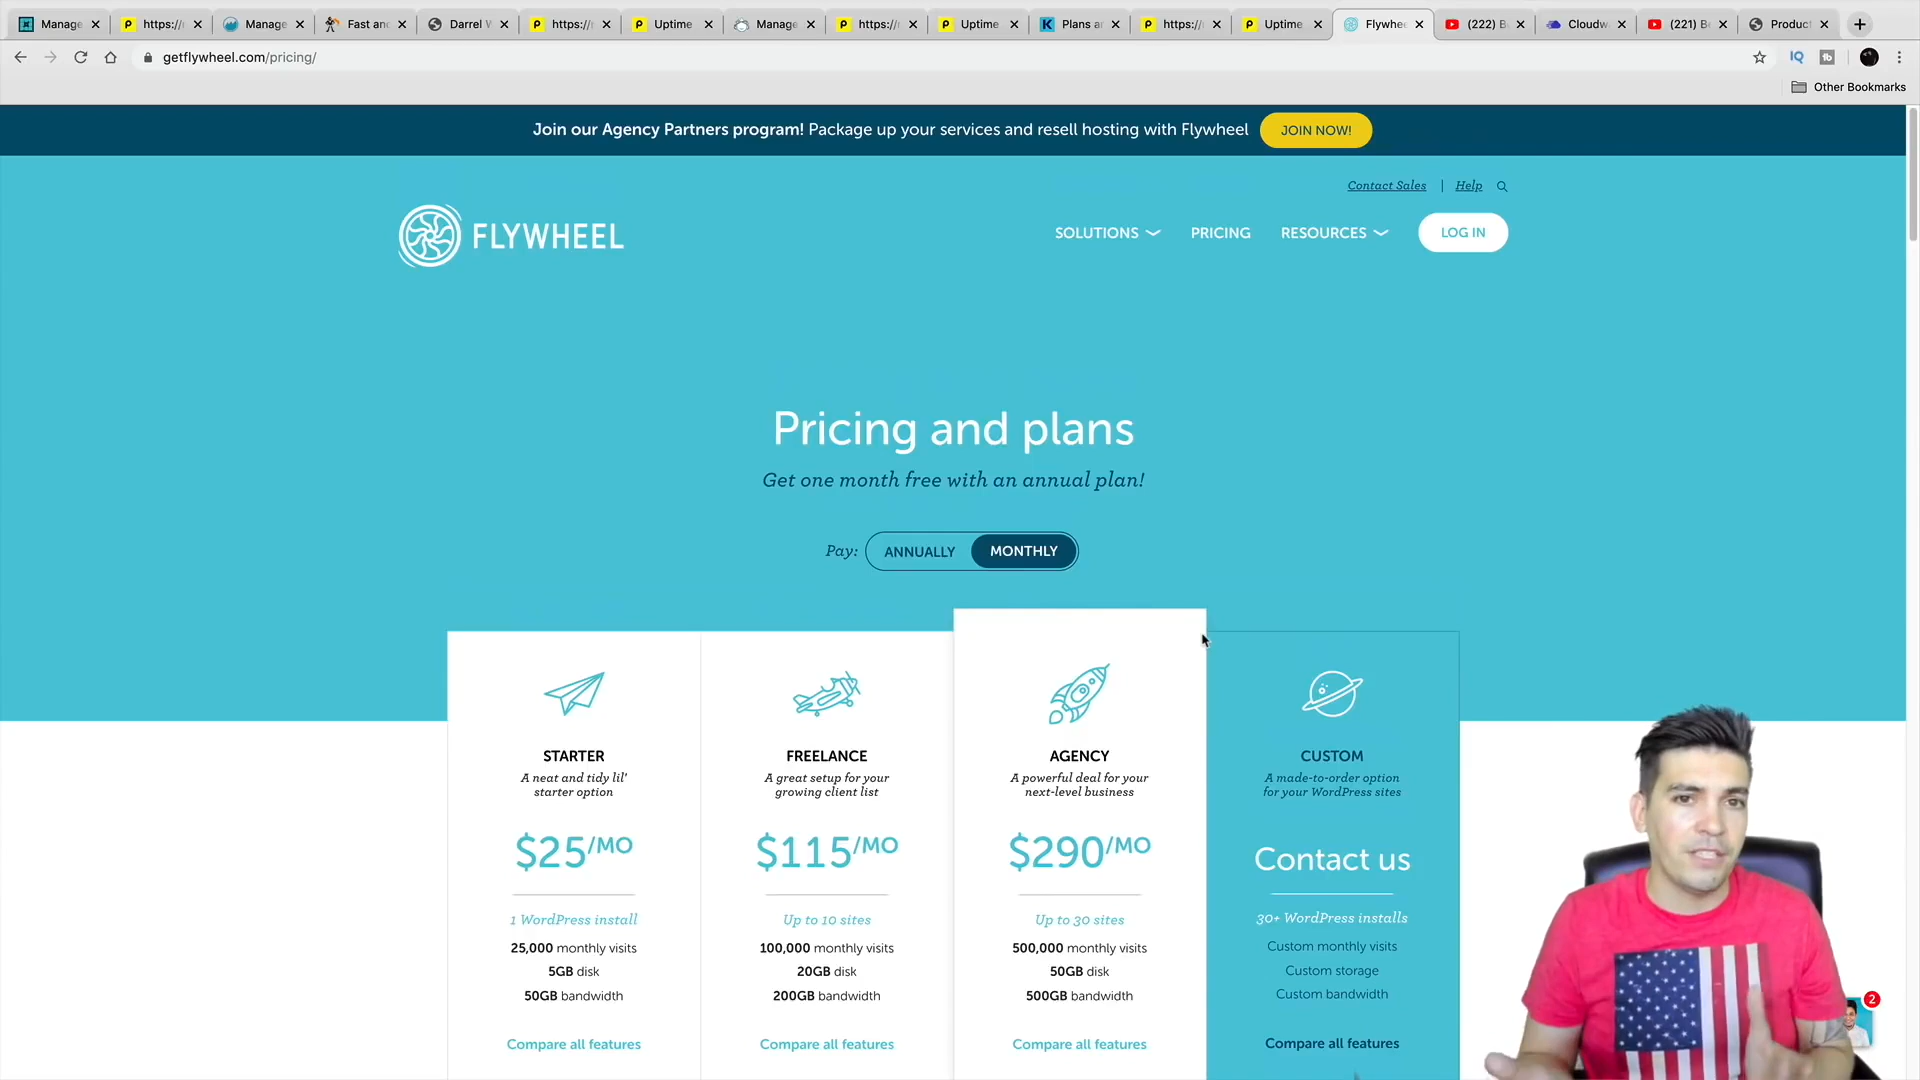 Manage
https://r
Manage
Fast anc
Darrel W
https://r
Uptime
Manage
https://r
Uptime
Plans ar
https://r
Uptime
Flywhee
(222) B
Cloudw
(221) B
Product
getflywheel.com/pricing/
IQ
tb
Other Bookmarks
Join our Agency Partners program! Package up your services and resell hosting with Flywheel
JOIN NOW!
Contact Sales | Help
FLYWHEEL
SOLUTIONS
PRICING
RESOURCES
LOG IN
Pricing and plans
Get one month free with an annual plan!
Pay: ANNUALLY MONTHLY
STARTER
A neat and tidy lil'
starter option
$25/MO
1 WordPress install
25,000 monthly visits
5GB disk
50GB bandwidth
Compare all features
FREELANCE
A great setup for your
growing client list
$115/MO
Up to 10 sites
100,000 monthly visits
20GB disk
200GB bandwidth
Compare all features
AGENCY
A powerful deal for your
next-level business
$290/MO
Up to 30 sites
500,000 monthly visits
50GB disk
500GB bandwidth
Compare all features
CUSTOM
A made-to-order option
for your WordPress sites
Contact us
30+ WordPress installs
Custom monthly visits
Custom storage
Custom bandwidth
Compare all features
2